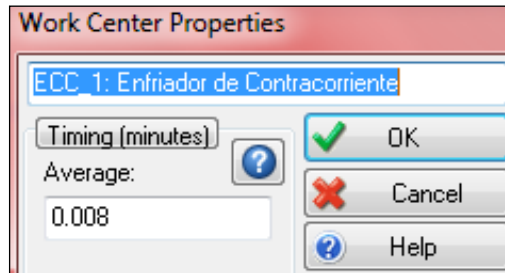 Work Center Properties
ECC_1: Enfriador de Contracorriente
Timing (minutes)
Average:
0.008
OK
Cancel
Help